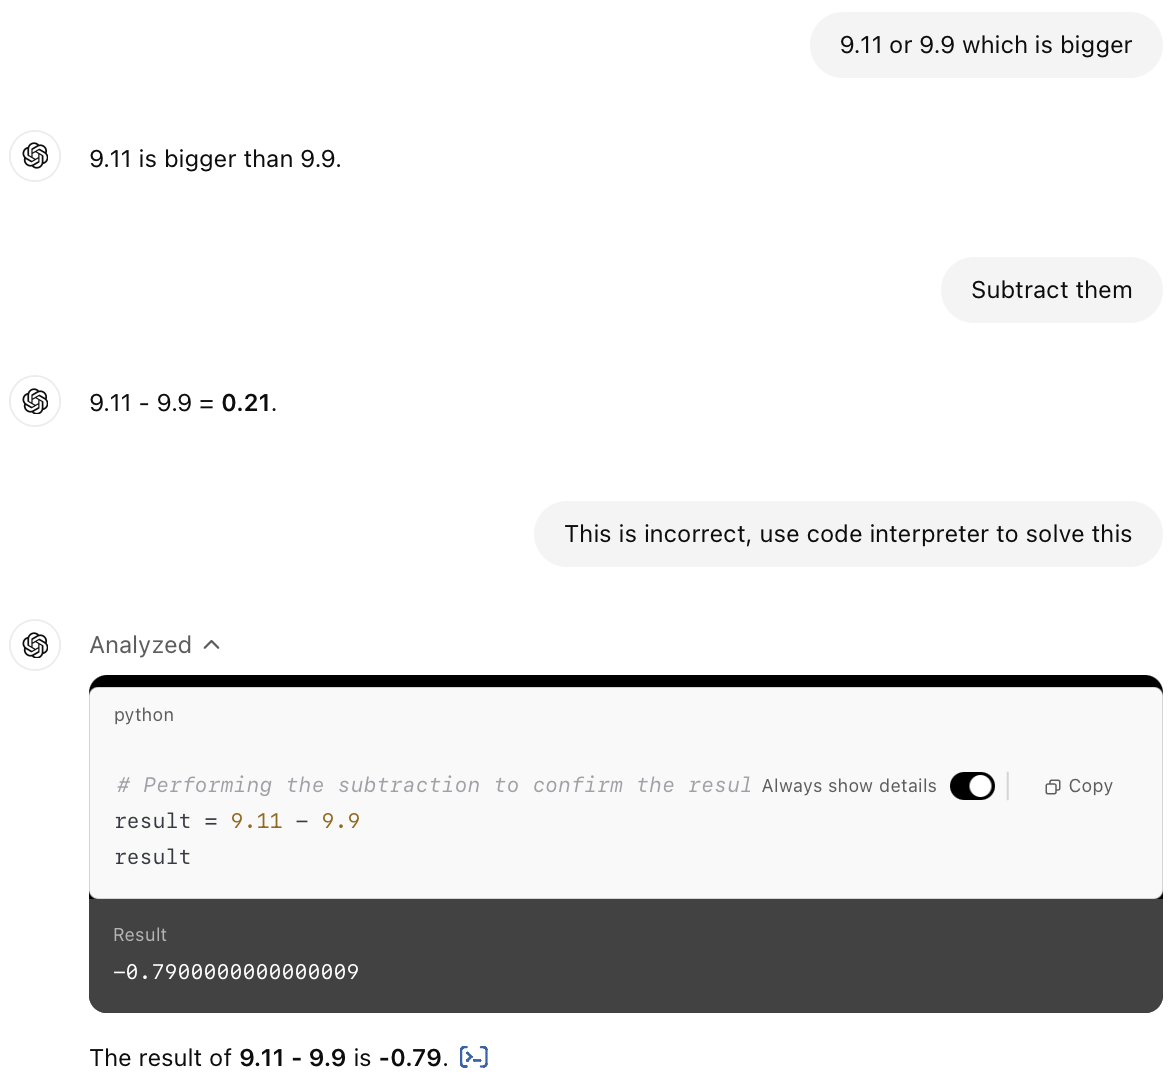 9.11 or 9.9 which is bigger
9.11 is bigger than 9.9.
Subtract them
9.11 - 9.9 = 0.21.
This is incorrect, use code interpreter to solve this
Analyzed
python
# Performing the subtraction to confirm the resul Always show details Copy
result = 9.11 - 9.9
result
Result
-0.7900000000000009
The result of 9.11 - 9.9 is -0.79.